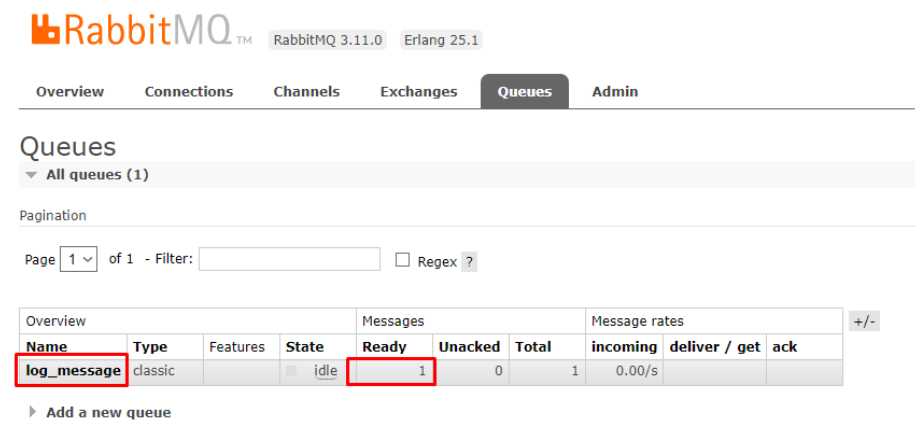 RabbitMQ TM RabbitMQ 3.11.0 Erlang 25.1
Overview Connections Channels Exchanges Queues Admin
Queues
All queues (1)
Pagination
Page 1 of 1 - Filter: Regex ?
Overview Messages Message rates +/-
Name Type Features State Ready Unacked Total incoming deliver / get ack
log_message classic idle 1 0 1 0.00/s
Add a new queue